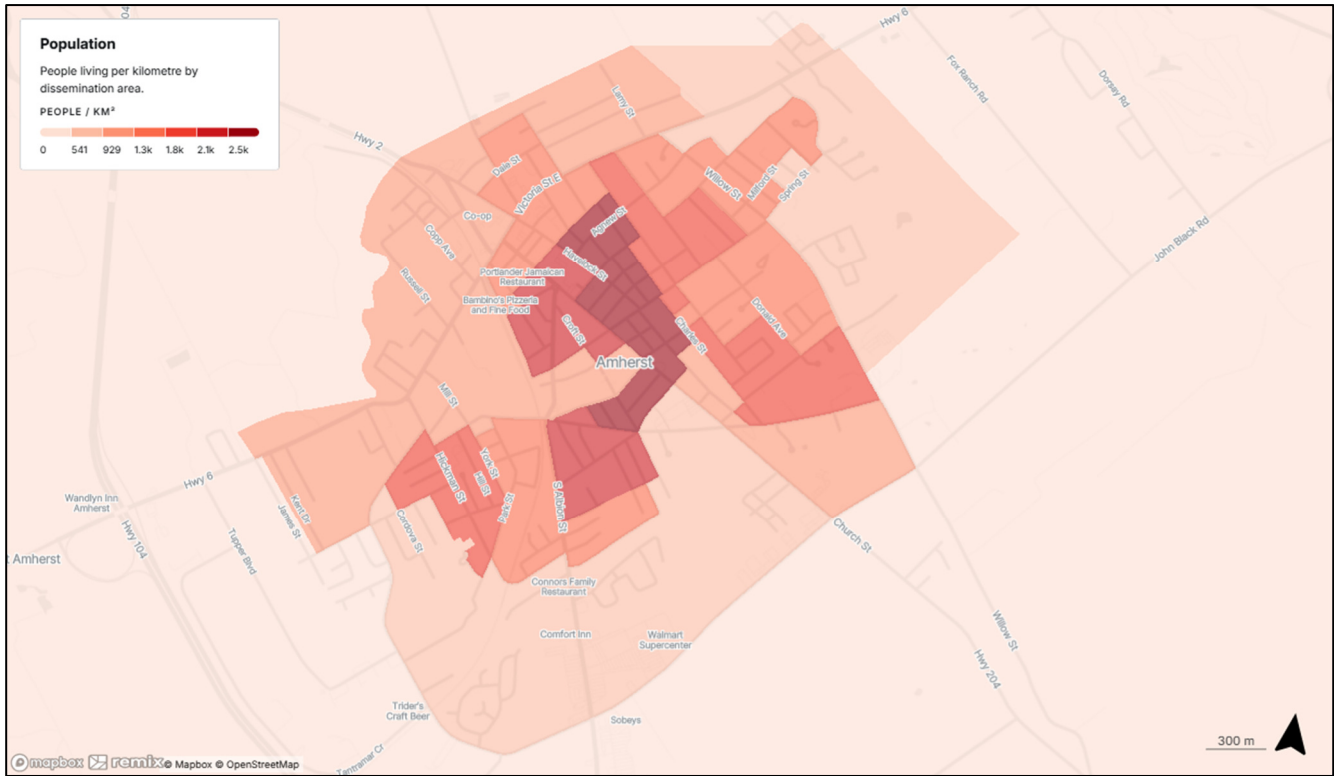 Population
People living per kilometre by
dissemination area.
PEOPLE / KM²
0 541 929 1.3k 1.8k 2.1k 2.5k
04
Hwy 6
Fox Ranch Rd
Dorsay Rd
Lamy St
Hwy 2
Dale St
Victoria St E
Willow St
Milford St
Spring St
Co-op
Copp Ave
Agnew St
John Black Rd
Russell St
Havelock St
Portlander Jamaican
Restaurant
Bambino's Pizzeria
and Fine Food
Croft St
Charles St
Donald Ave
Amherst
Mill St
Hickman St
York St
Hill St
Park St
S Albion St
Hwy 6
Wandlyn Inn
Amherst
Kent Dr
James St
Cordova St
Hwy 104
Tupper Blvd
t Amherst
Church St
Connors Family
Restaurant
Comfort Inn
Walmart
Supercenter
Willow St
Hwy 204
Trider's
Craft Beer
Sobeys
Tantramar Cr
300 m
mapbox remix © Mapbox © OpenStreetMap